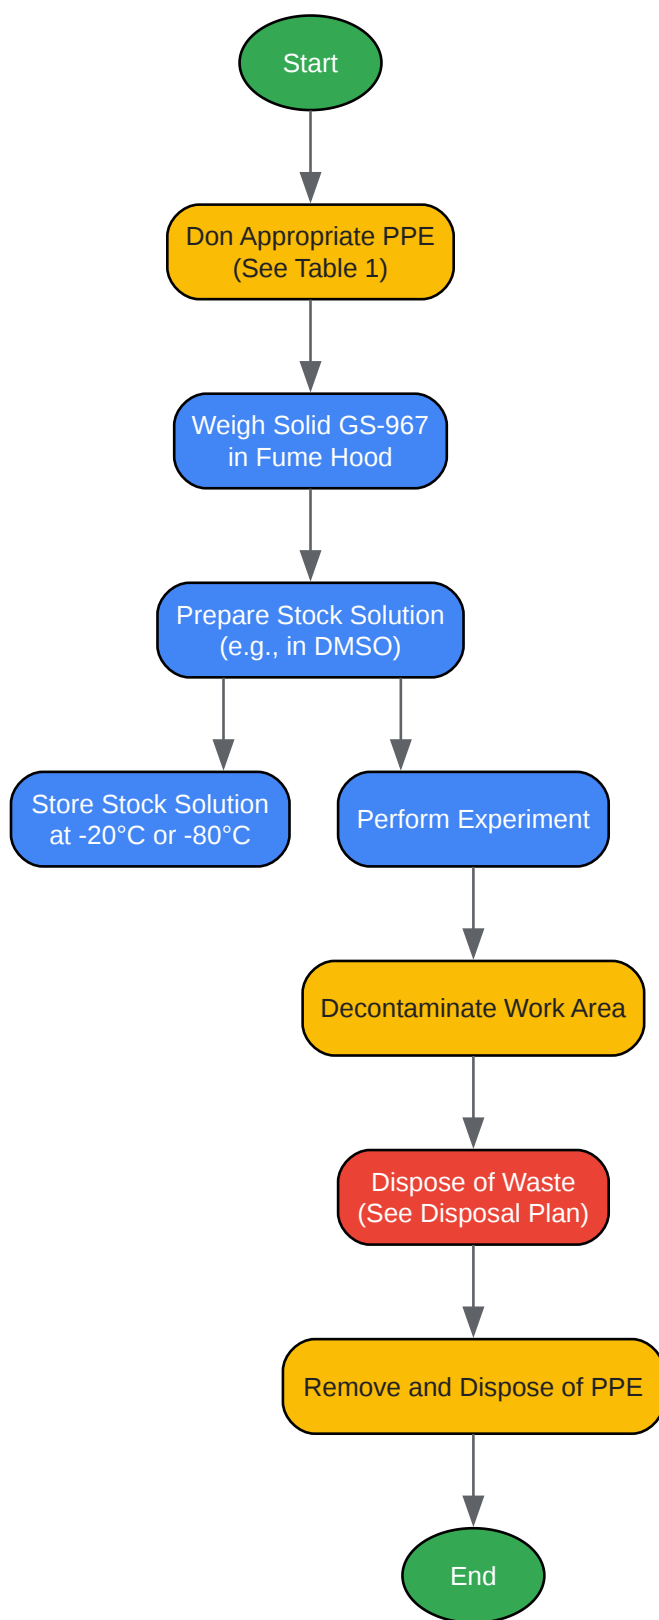 Start
Don Appropriate PPE
(See Table 1)
Weigh Solid GS-967
in Fume Hood
Prepare Stock Solution
(e.g., in DMSO)
Store Stock Solution
at -20°C or -80°C
Perform Experiment
Decontaminate Work Area
Dispose of Waste
(See Disposal Plan)
Remove and Dispose of PPE
End